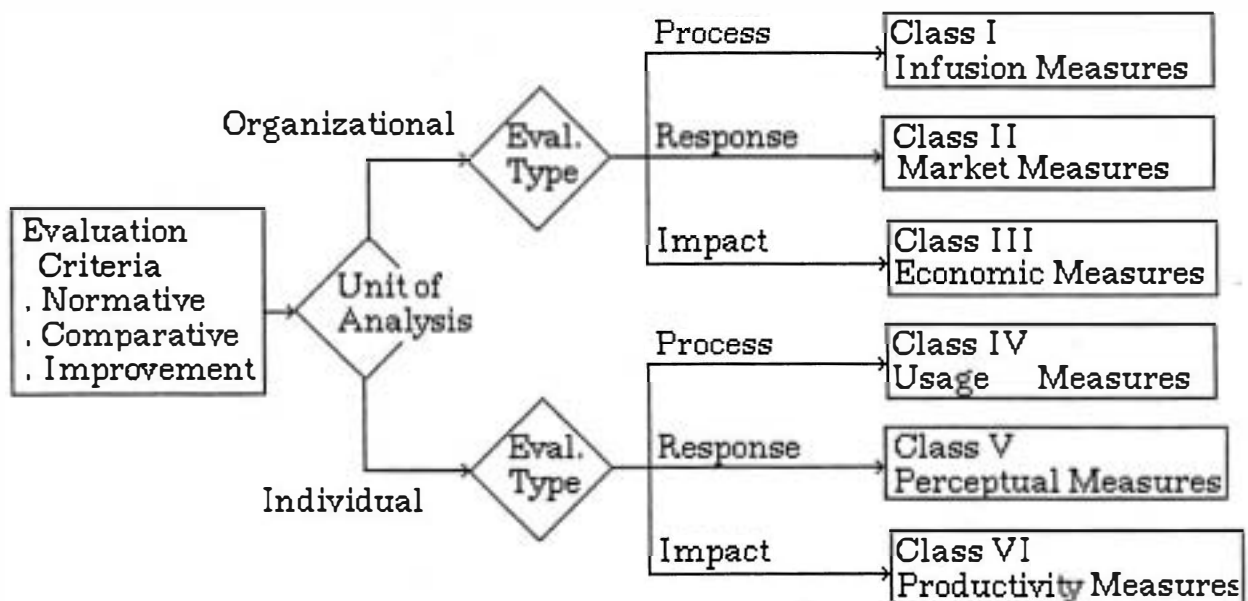 Process
Class I
Infusion Measures
Organizational
Eval.
Type
Response
Class II
Market Measures
Impact
Class III
Economic Measures
Evaluation
Criteria
. Normative
. Comparative
. Improvement
Unit of
Analysis
Process
Class IV
Usage Measures
Individual
Eval.
Type
Response
Class V
Perceptual Measures
Impact
Class VI
Productivity Measures